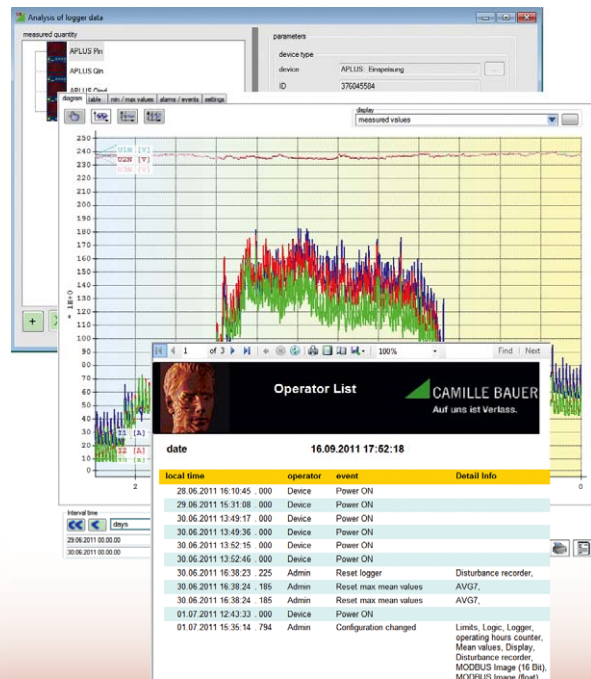 Analysis of logger data
measured quantity
APLUS Pin
APLUS Qin
parameters
device type
device APLUS: Einspeisung ...
ID 376045584
diagram table min / max values alarms / events settings
display
measured values
250
240
230
220
210
200
190
180
170
160
150
140
130
120
110
100
90
80
70
60
50
40
30
20
10
0
U1N [V]
U2N [V]
U3N [V]
I1 [A]
I2 [A]
2
0
Interval time
days
29.06.2011 00.00.00
30.06.2011 00.00.00
1 of 3 100% Find | Next
Operator List
CAMILLE BAUER
Auf uns ist Verlass.
date 16.09.2011 17:52:18
local time operator event Detail Info
28.06.2011 16:10:45 . 000 Device Power ON
29.06.2011 15:31:08 . 000 Device Power ON
30.06.2011 13:49:17 . 000 Device Power ON
30.06.2011 13:49:36 . 000 Device Power ON
30.06.2011 13:52:15 . 000 Device Power ON
30.06.2011 13:52:46 . 000 Device Power ON
30.06.2011 16:38:23 . 225 Admin Reset logger Disturbance recorder,
30.06.2011 16:38:24 . 185 Admin Reset max mean values AVG7,
30.06.2011 16:38:24 . 185 Admin Reset max mean values AVG7,
01.07.2011 12:43:33 . 000 Device Power ON
01.07.2011 15:35:14 . 794 Admin Configuration changed Limits, Logic, Logger,
operating hours counter,
Mean values, Display,
Disturbance recorder,
MODBUS Image (16 Bit),
MODBUS Image (float)